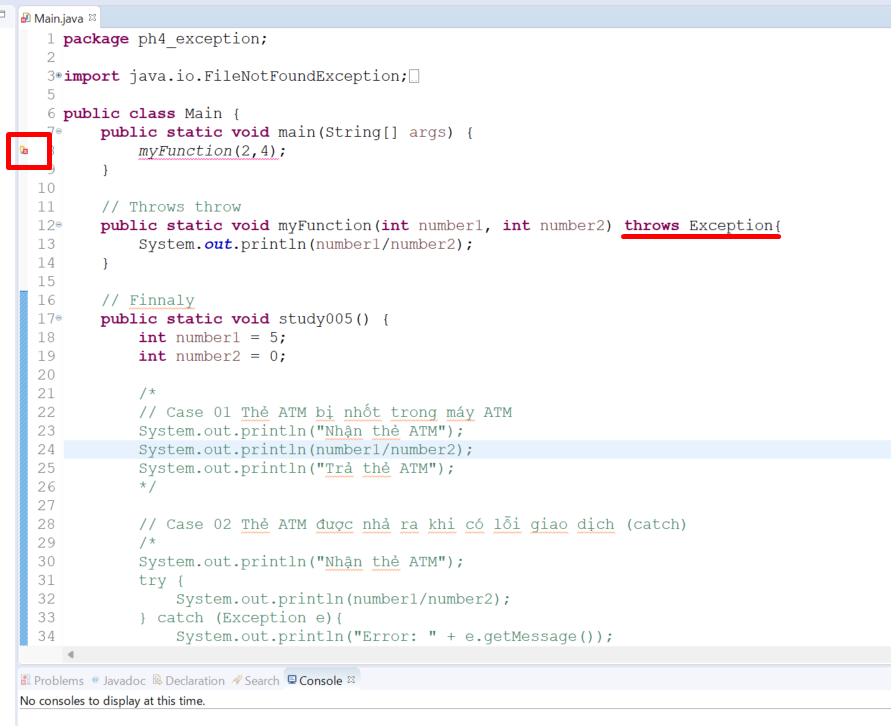 Main.java
1 package ph4_exception;
2
3 import java.io.FileNotFoundException;
5
6 public class Main {
7 public static void main(String[] args) {
8 myFunction(2,4);
9 }
10
11 // Throws throw
12 public static void myFunction(int number1, int number2) throws Exception{
13 System.out.println(number1/number2);
14 }
15
16 // Finnaly
17 public static void study005() {
18 int number1 = 5;
19 int number2 = 0;
20
21 /*
22 // Case 01 Thẻ ATM bị nhốt trong máy ATM
23 System.out.println("Nhận thẻ ATM");
24 System.out.println(number1/number2);
25 System.out.println("Trả thẻ ATM");
26 */
27
28 // Case 02 Thẻ ATM được nhả ra khi có lỗi giao dịch (catch)
29 /*
30 System.out.println("Nhận thẻ ATM");
31 try {
32 System.out.println(number1/number2);
33 } catch (Exception e){
34 System.out.println("Error: " + e.getMessage());
Problems Javadoc Declaration Search Console
No consoles to display at this time.